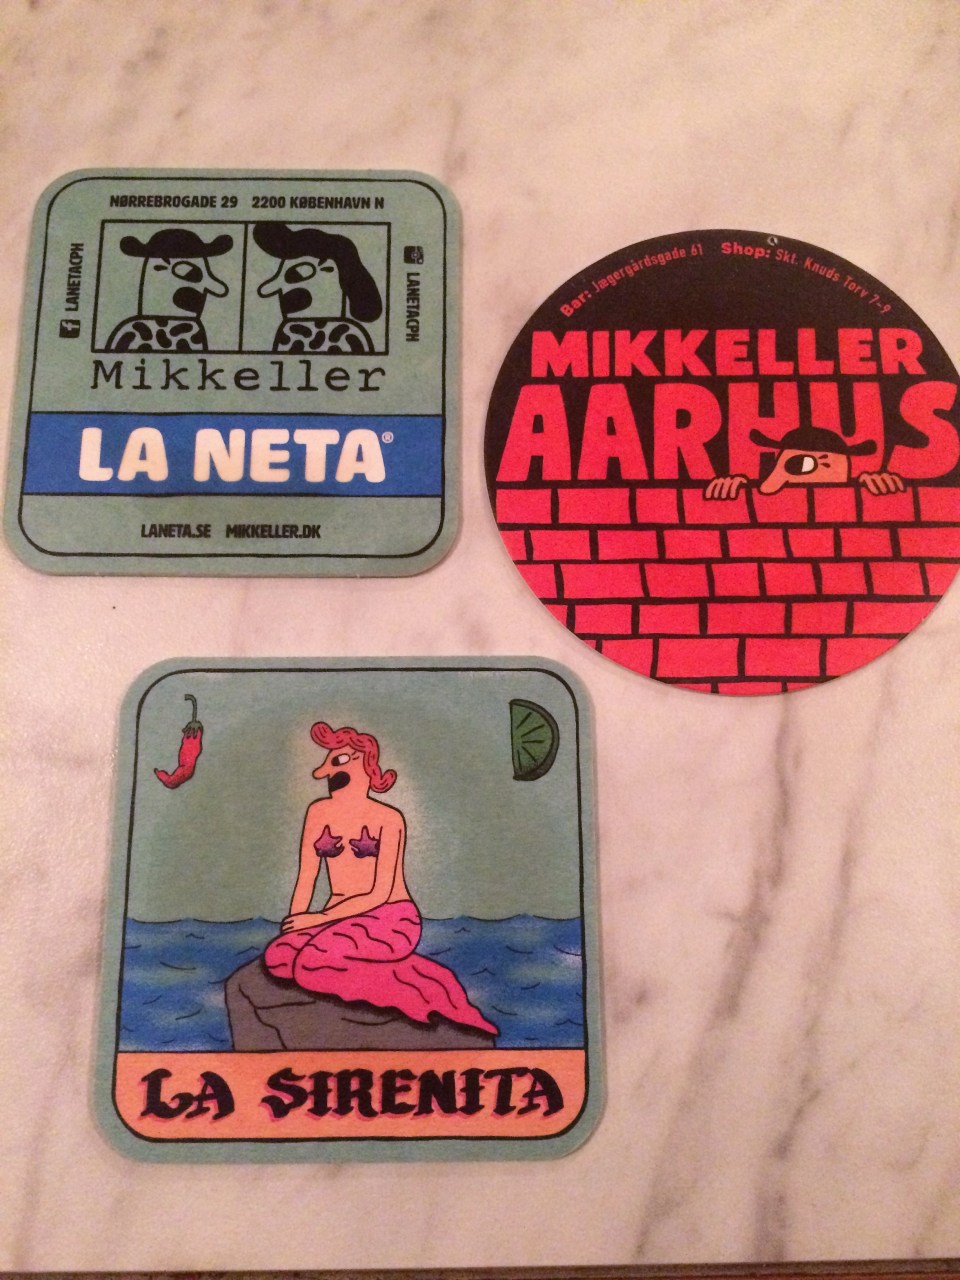 NØRREBROGADE 29 2200 KØBENHAVN N
LANETACPH
LANETACPH
Mikkeller
LA NETA®
LANETA.SE MIKKELLER.DK
Bar: Jægergårdsgade 61 Shop: Skt. Knuds Torv 7-9
MIKKELLER
AARHUS
LA SIRENITA